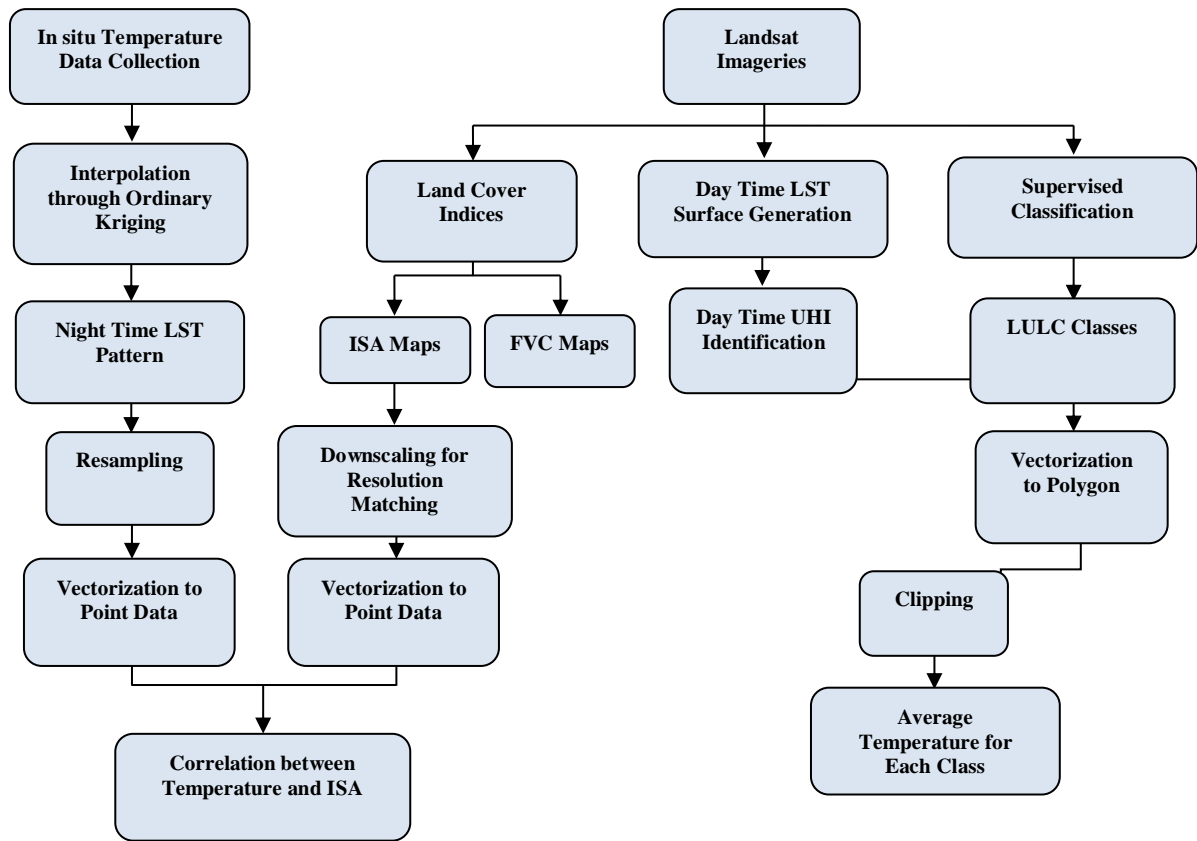 In situ Temperature
Data Collection
Landsat
Imageries
Interpolation
through Ordinary
Kriging
Land Cover
Indices
Day Time LST
Surface Generation
Supervised
Classification
Night Time LST
Pattern
ISA Maps
FVC Maps
Day Time UHI
Identification
LULC Classes
Resampling
Downscaling for
Resolution
Matching
Vectorization
to Polygon
Vectorization to
Point Data
Vectorization to
Point Data
Clipping
Correlation between
Temperature and ISA
Average
Temperature for
Each Class